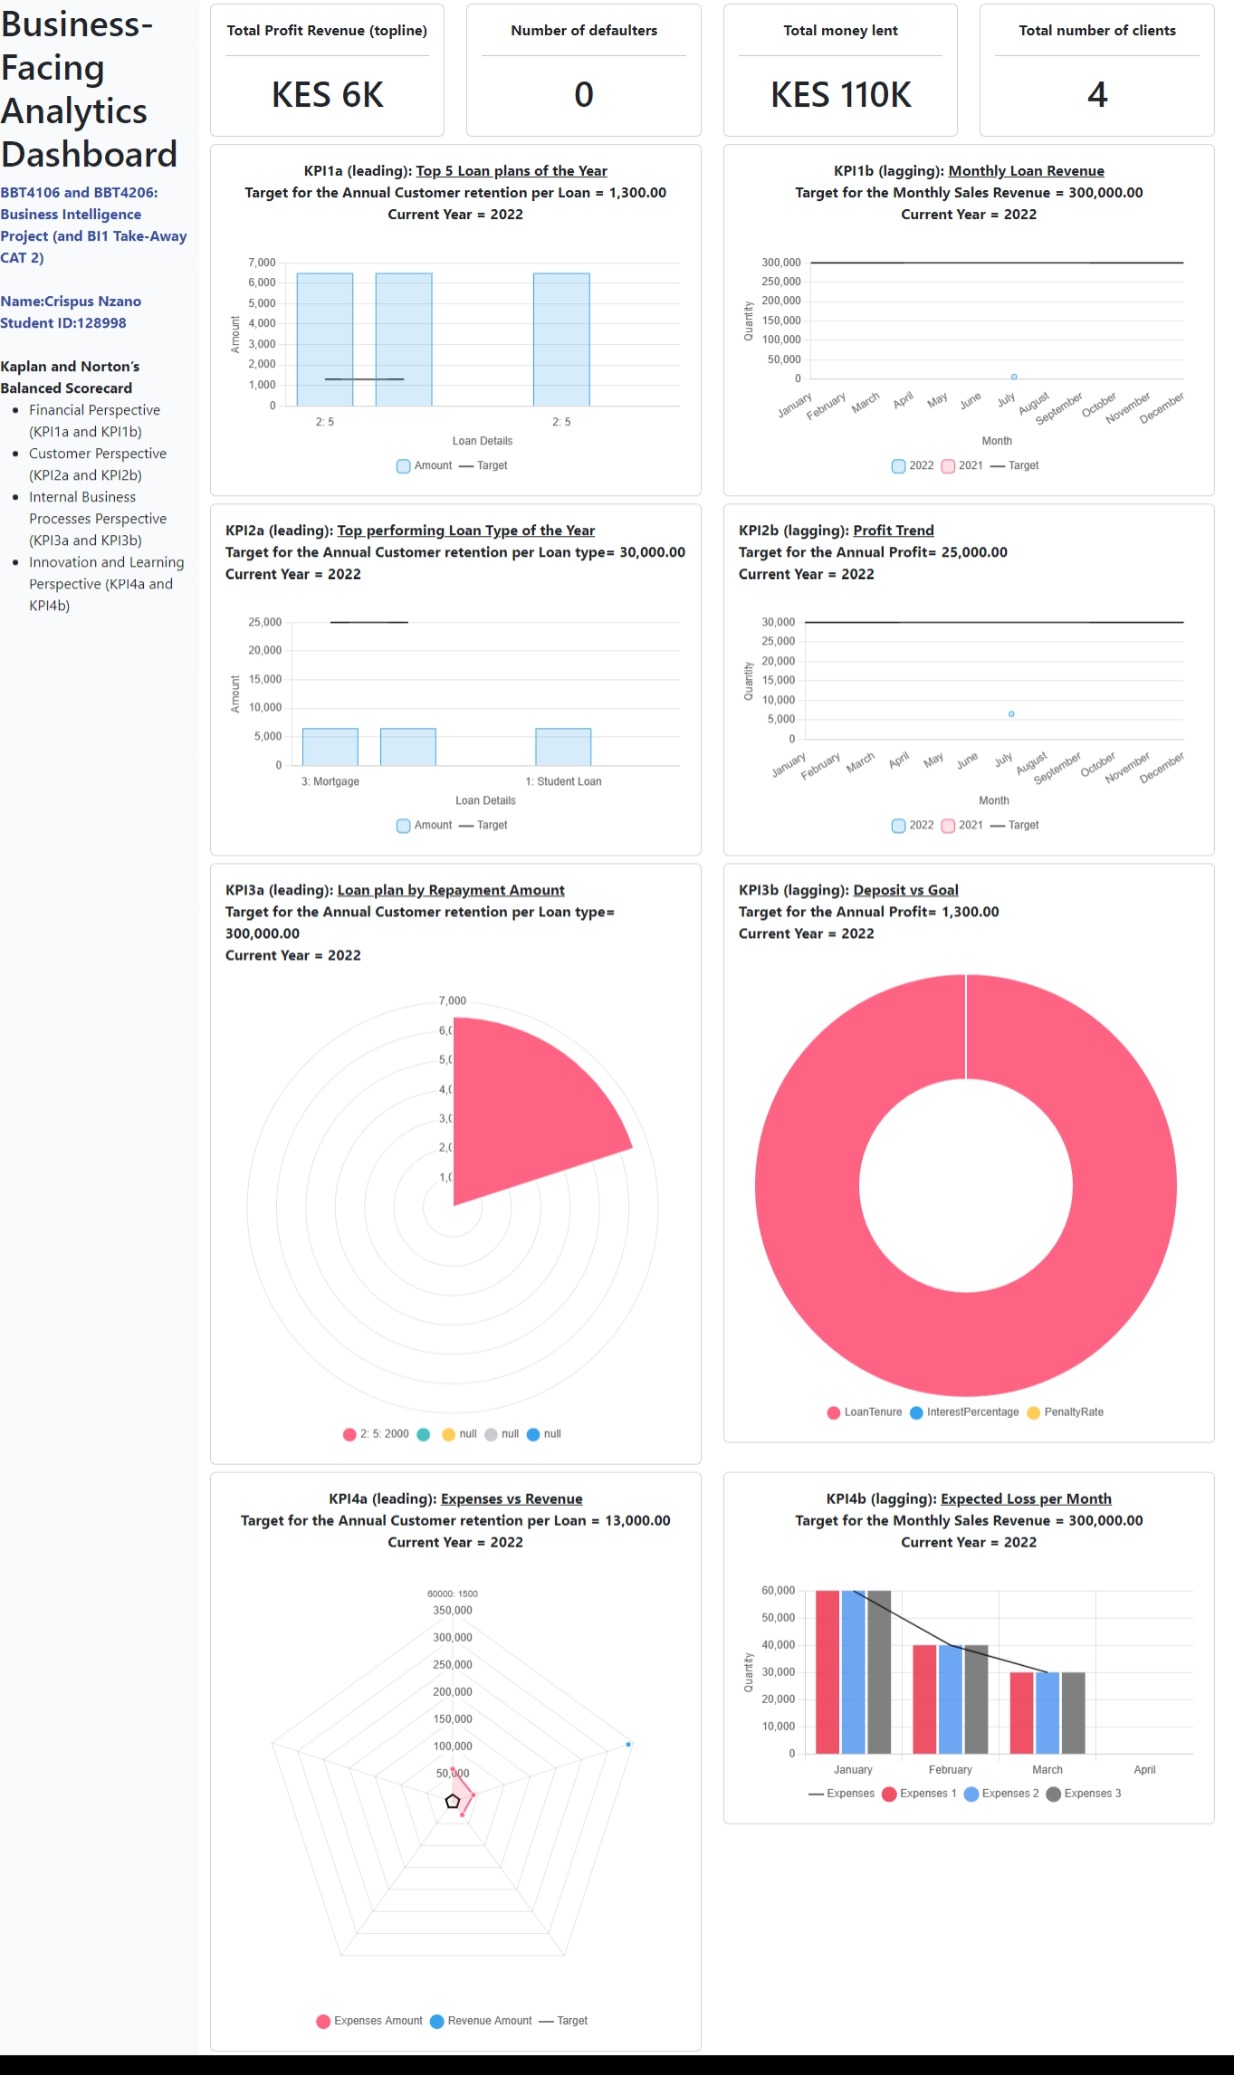 Business-
Facing
Analytics
Dashboard
BBT4106 and BBT4206:
Business Intelligence
Project (and BI1 Take-Away
CAT 2)
Name:Crispus Nzano
Student ID:128998
Kaplan and Norton's
Balanced Scorecard
Financial Perspective
(KPI1a and KPI1b)
Customer Perspective
(KPI2a and KPI2b)
Internal Business
Processes Perspective
(KPI3a and KPI3b)
Innovation and Learning
Perspective (KPI4a and
KPI4b)
Total Profit Revenue (topline)
KES 6K
Number of defaulters
0
Total money lent
KES 110K
Total number of clients
4
KPI1a (leading): Top 5 Loan plans of the Year
Target for the Annual Customer retention per Loan = 1,300.00
Current Year = 2022
7,000
6,000
5,000
4,000
3,000
2,000
1,000
0
Amount
2: 5
2: 5
Loan Details
Amount
Target
KPI1b (lagging): Monthly Loan Revenue
Target for the Monthly Sales Revenue = 300,000.00
Current Year = 2022
300,000
250,000
200,000
150,000
100,000
50,000
0
Quantity
January
February
March
April
May
June
July
August
September
October
November
December
Month
2022
2021
Target
KPI2a (leading): Top performing Loan Type of the Year
Target for the Annual Customer retention per Loan type= 30,000.00
Current Year = 2022
25,000
20,000
15,000
10,000
5,000
0
Amount
3: Mortgage
1: Student Loan
Loan Details
Amount
Target
KPI2b (lagging): Profit Trend
Target for the Annual Profit= 25,000.00
Current Year = 2022
30,000
25,000
20,000
15,000
10,000
5,000
0
Quantity
January
February
March
April
May
June
July
August
September
October
November
December
Month
2022
2021
Target
KPI3a (leading): Loan plan by Repayment Amount
Target for the Annual Customer retention per Loan type=
300,000.00
Current Year = 2022
7,000
6,0
5,0
4,0
3,0
2,0
1,0
2: 5: 2000
null
null
null
KPI3b (lagging): Deposit vs Goal
Target for the Annual Profit= 1,300.00
Current Year = 2022
LoanTenure
InterestPercentage
PenaltyRate
KPI4a (leading): Expenses vs Revenue
Target for the Annual Customer retention per Loan = 13,000.00
Current Year = 2022
60000: 1500
350,000
300,000
250,000
200,000
150,000
100,000
50,000
Expenses Amount
Revenue Amount
Target
KPI4b (lagging): Expected Loss per Month
Target for the Monthly Sales Revenue = 300,000.00
Current Year = 2022
60,000
50,000
40,000
30,000
20,000
10,000
0
Quantity
January
February
March
April
Expenses
Expenses 1
Expenses 2
Expenses 3